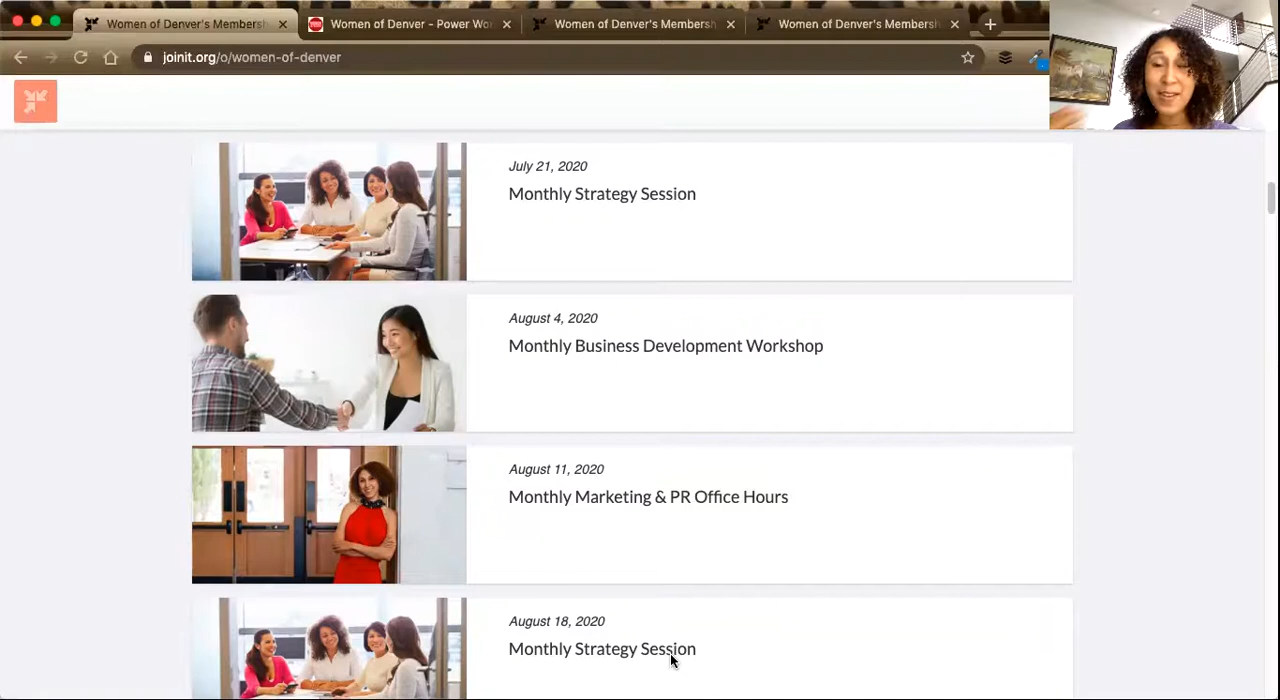 Women of Denver's Membersh
Women of Denver - Power Wo
Women of Denver's Membersh
Women of Denver's Membersh
joinit.org/o/women-of-denver
July 21, 2020
Monthly Strategy Session
August 4, 2020
Monthly Business Development Workshop
August 11, 2020
Monthly Marketing & PR Office Hours
August 18, 2020
Monthly Strategy Session